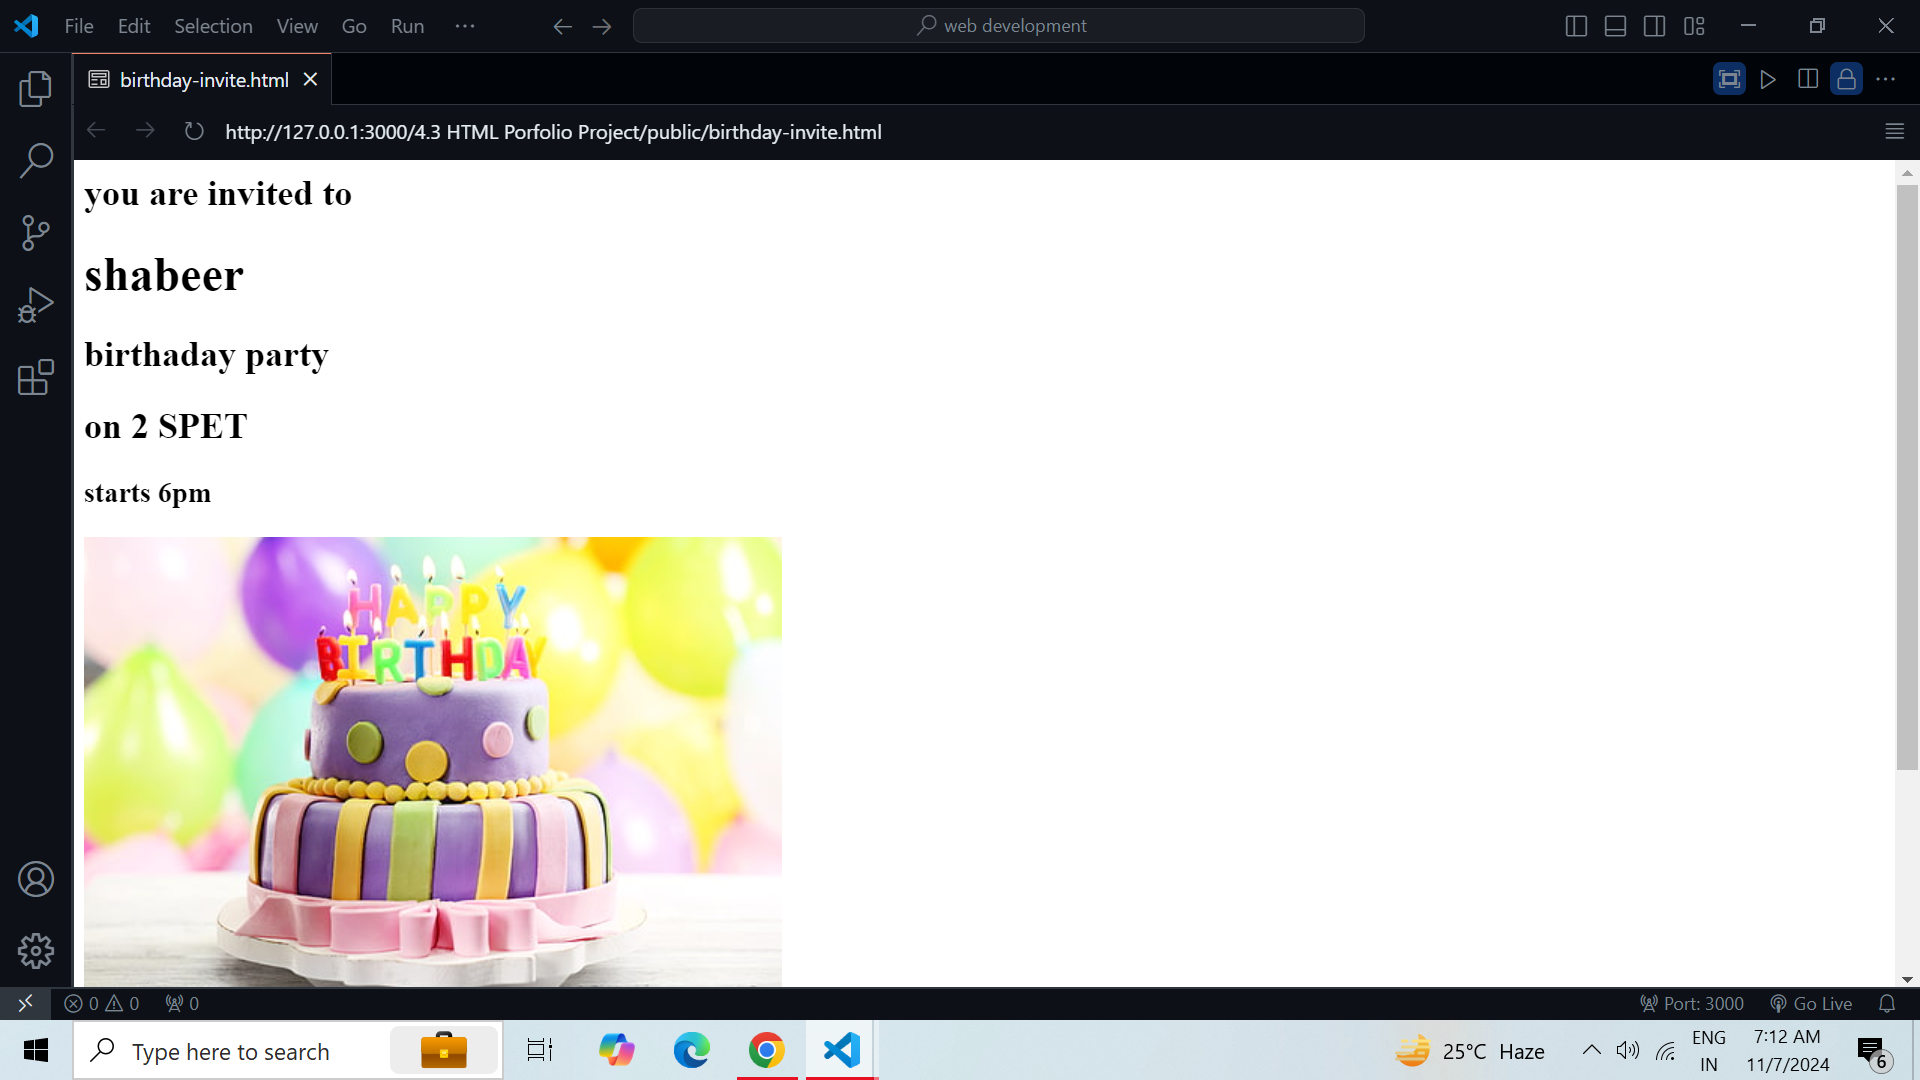 File Edit Selection View Go Run ··· web development
birthday-invite.html
http://127.0.0.1:3000/4.3 HTML Porfolio Project/public/birthday-invite.html
you are invited to
shabeer
birthaday party
on 2 SPET
starts 6pm
HAPPY
BIRTHDAY
0 0 0 Port: 3000 Go Live
Type here to search 25°C Haze ENG 7:12 AM
IN 11/7/2024 6